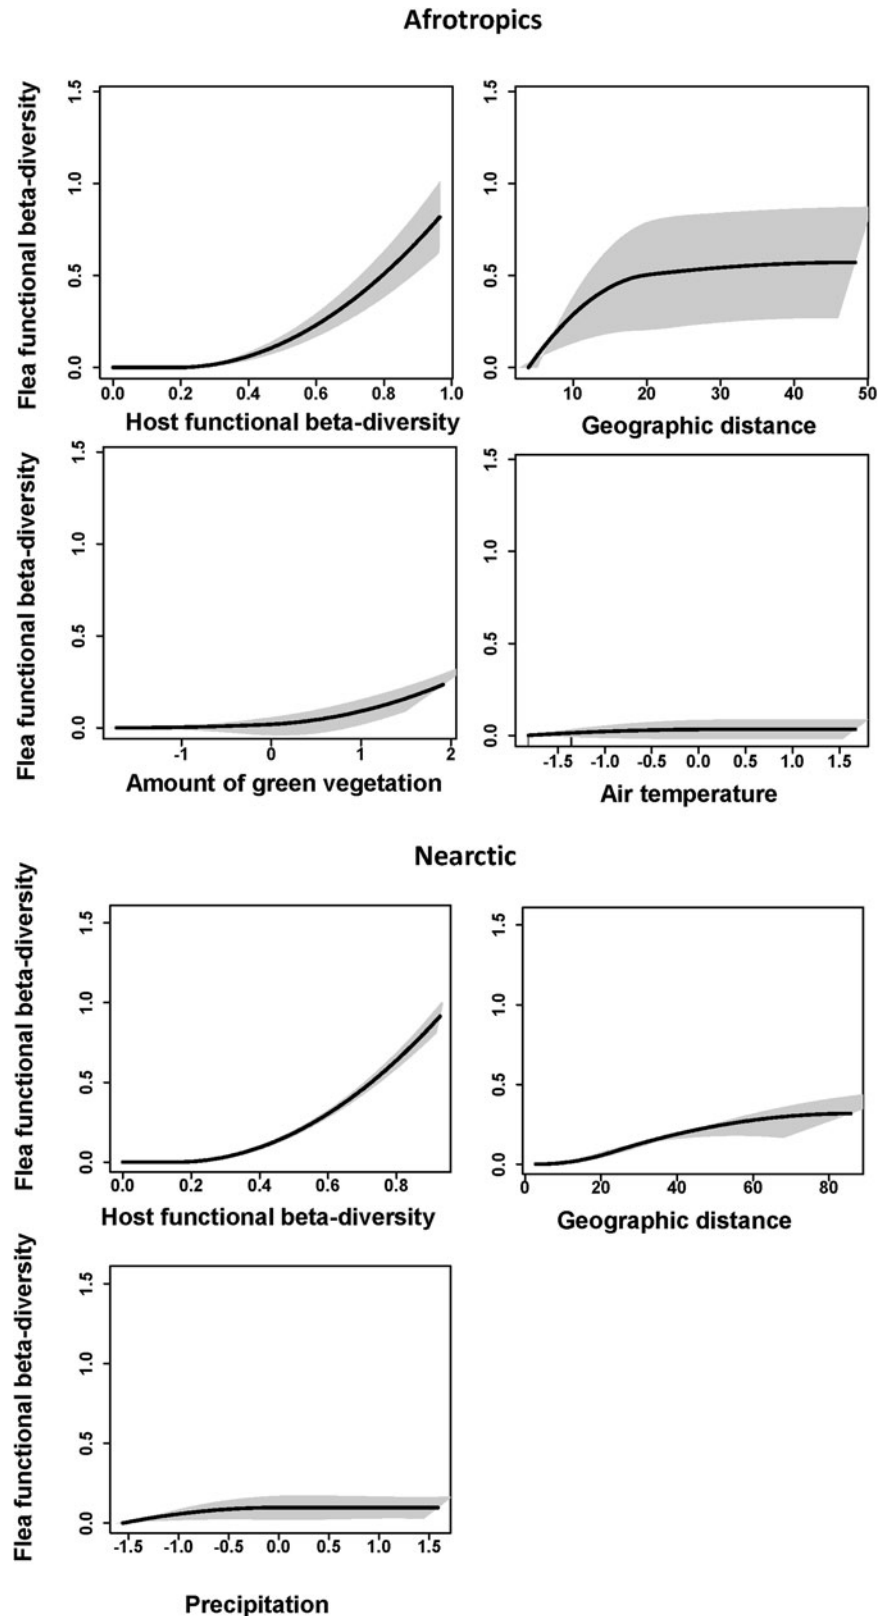 Afrotropics
Flea functional beta-diversity
1.5
1.0
0.5
0.0
0.0 0.2 0.4 0.6 0.8 1.0
Host functional beta-diversity
1.5
1.0
0.5
0.0
10 20 30 40 50
Geographic distance
Flea functional beta-diversity
1.5
1.0
0.5
0.0
-1 0 1 2
Amount of green vegetation
1.5
1.0
0.5
0.0
-1.5 -1.0 -0.5 0.0 0.5 1.0 1.5
Air temperature
Nearctic
Flea functional beta-diversity
1.5
1.0
0.5
0.0
0.0 0.2 0.4 0.6 0.8
Host functional beta-diversity
1.5
1.0
0.5
0.0
0 20 40 60 80
Geographic distance
Flea functional beta-diversity
1.5
1.0
0.5
0.0
-1.5 -1.0 -0.5 0.0 0.5 1.0 1.5
Precipitation